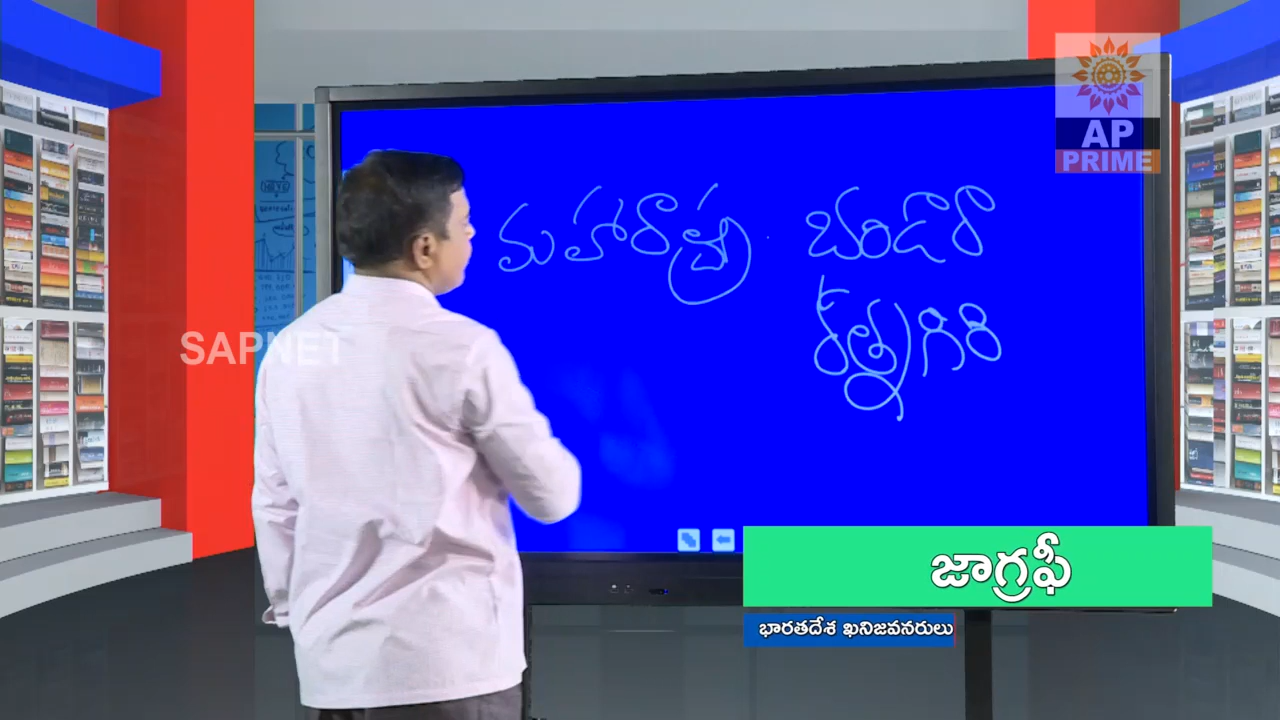 AP
PRIME
మహారాష్ట్ర బండారా
రత్నగిరి
SAPNET
జాగ్రఫీ
భారతదేశ ఖనిజవనరులు